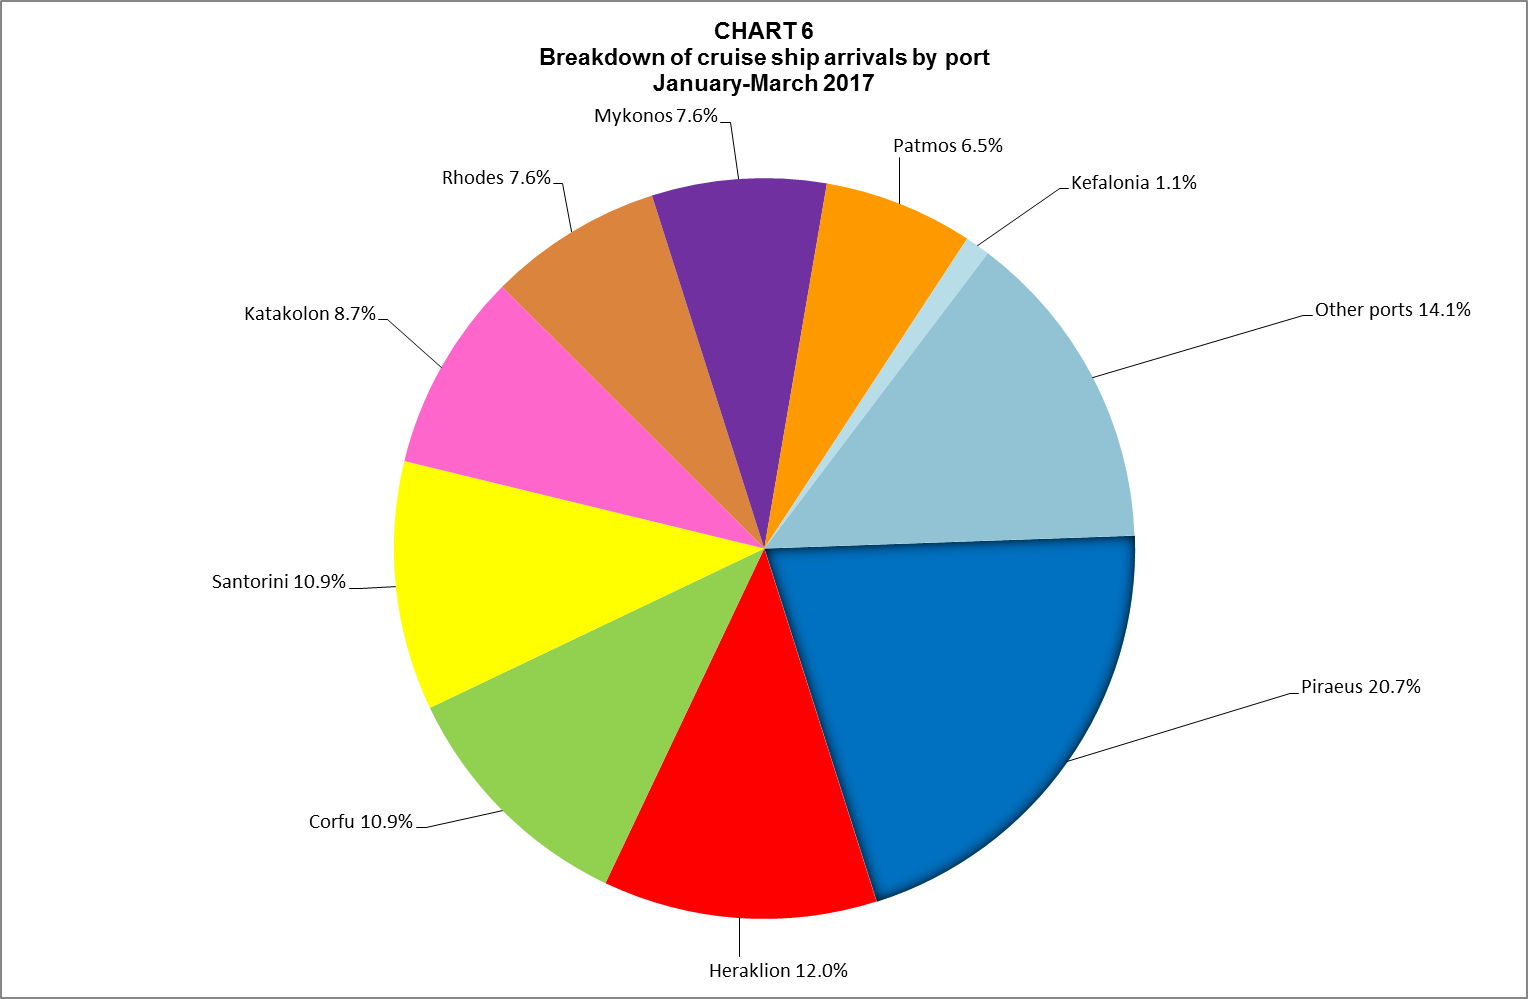 CHART 6
Breakdown of cruise ship arrivals by port
January-March 2017
Mykonos 7.6%
Patmos 6.5%
Rhodes 7.6%
Kefalonia 1.1%
Katakolon 8.7%
Other ports 14.1%
Santorini 10.9%
Piraeus 20.7%
Corfu 10.9%
Heraklion 12.0%